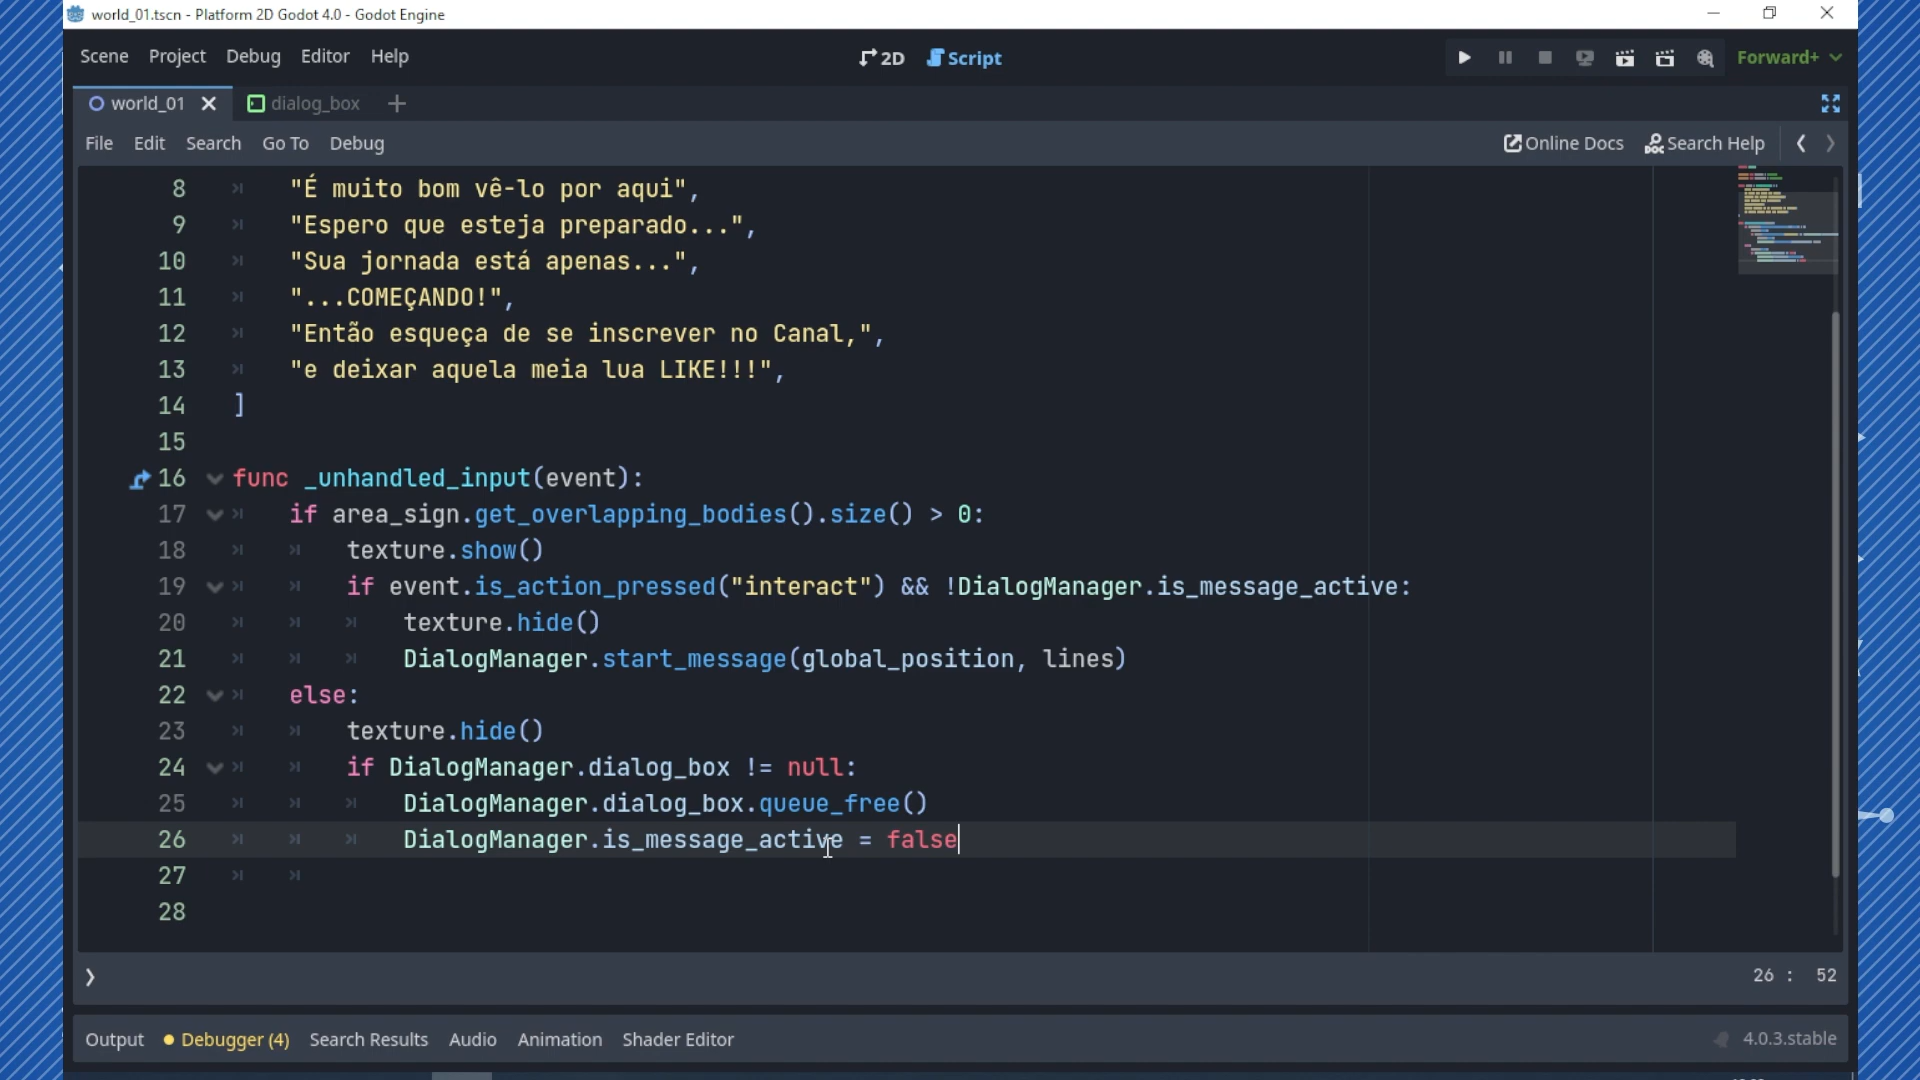 world_01.tscn - Platform 2D Godot 4.0 - Godot Engine
Scene Project Debug Editor Help
2D Script
Forward+
world_01 dialog_box
File Edit Search Go To Debug
Online Docs Search Help
8 "É muito bom vê-lo por aqui",
9 "Espero que esteja preparado...",
10 "Sua jornada está apenas...",
11 "...COMEÇANDO!",
12 "Então esqueça de se inscrever no Canal,",
13 "e deixar aquela meia lua LIKE!!!",
14 ]
15
16 func _unhandled_input(event):
17 if area_sign.get_overlapping_bodies().size() > 0:
18 texture.show()
19 if event.is_action_pressed("interact") && !DialogManager.is_message_active:
20 texture.hide()
21 DialogManager.start_message(global_position, lines)
22 else:
23 texture.hide()
24 if DialogManager.dialog_box != null:
25 DialogManager.dialog_box.queue_free()
26 DialogManager.is_message_active = false
27
28
26 : 52
Output Debugger (4) Search Results Audio Animation Shader Editor
4.0.3.stable